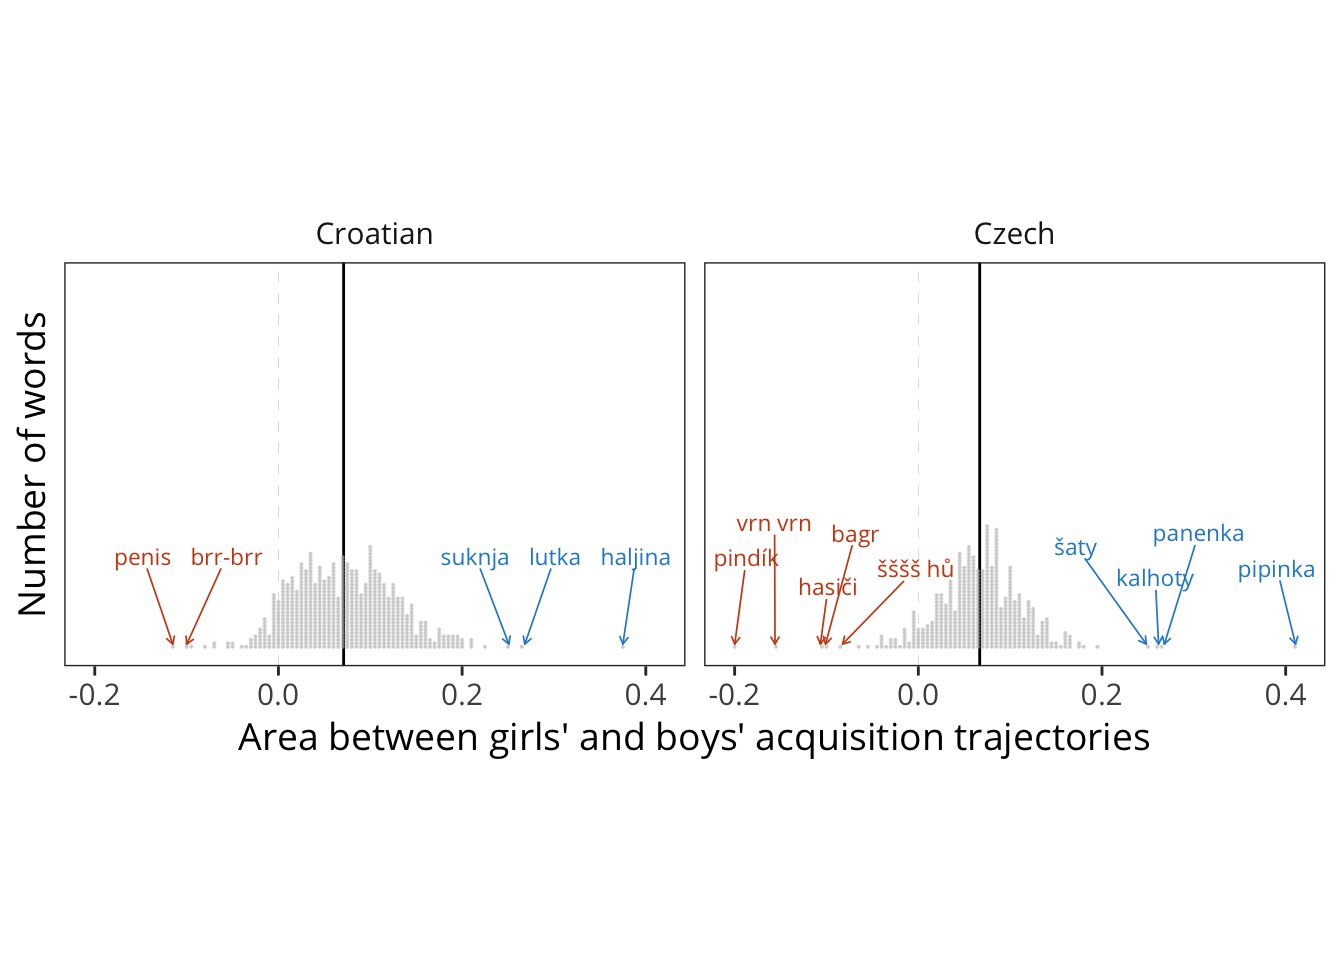 Croatian
Czech
Number of words
penis
brr-brr
suknja
lutka
haljina
vrn vrn
bagr
pindík
hasiči
šššš hů
šaty
panenka
kalhoty
pipinka
-0.2
0.0
0.2
0.4
-0.2
0.0
0.2
0.4
Area between girls' and boys' acquisition trajectories